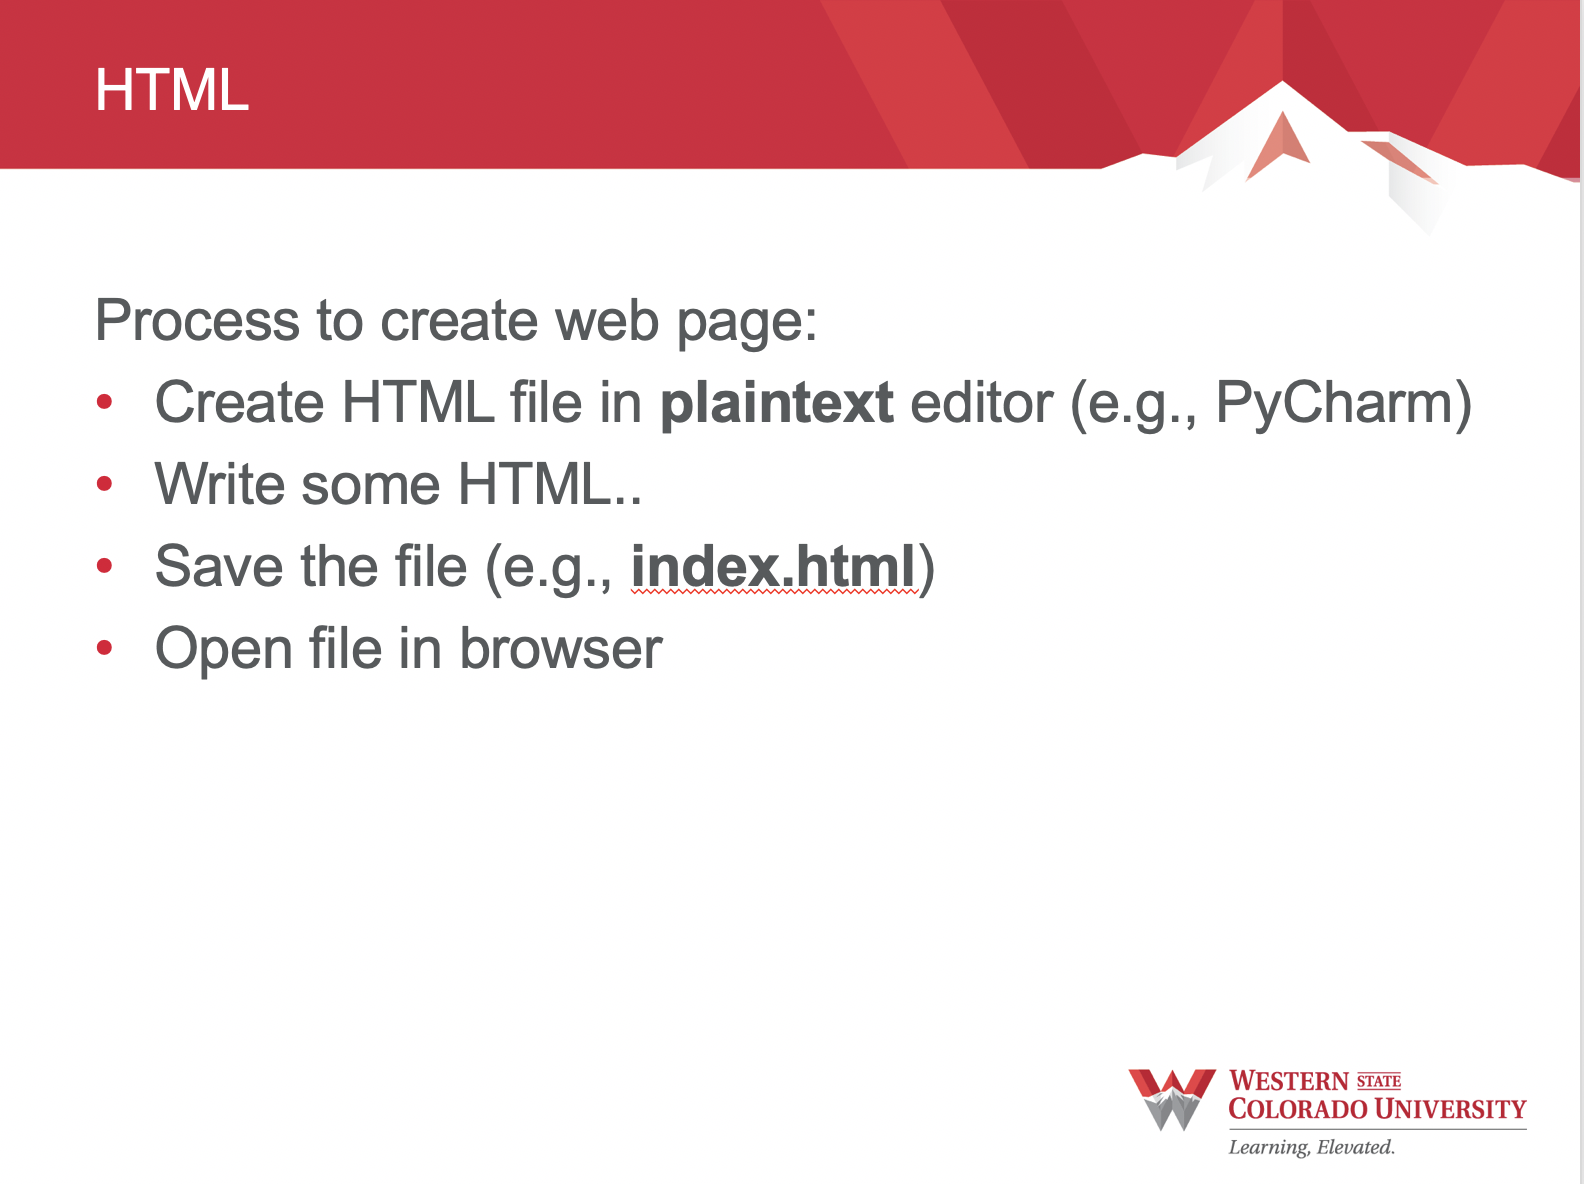 HTML
Process to create web page:
• Create HTML file in plaintext editor (e.g., PyCharm)
• Write some HTML..
• Save the file (e.g., index.html)
• Open file in browser
WESTERN STATE
COLORADO UNIVERSITY
Learning, Elevated.